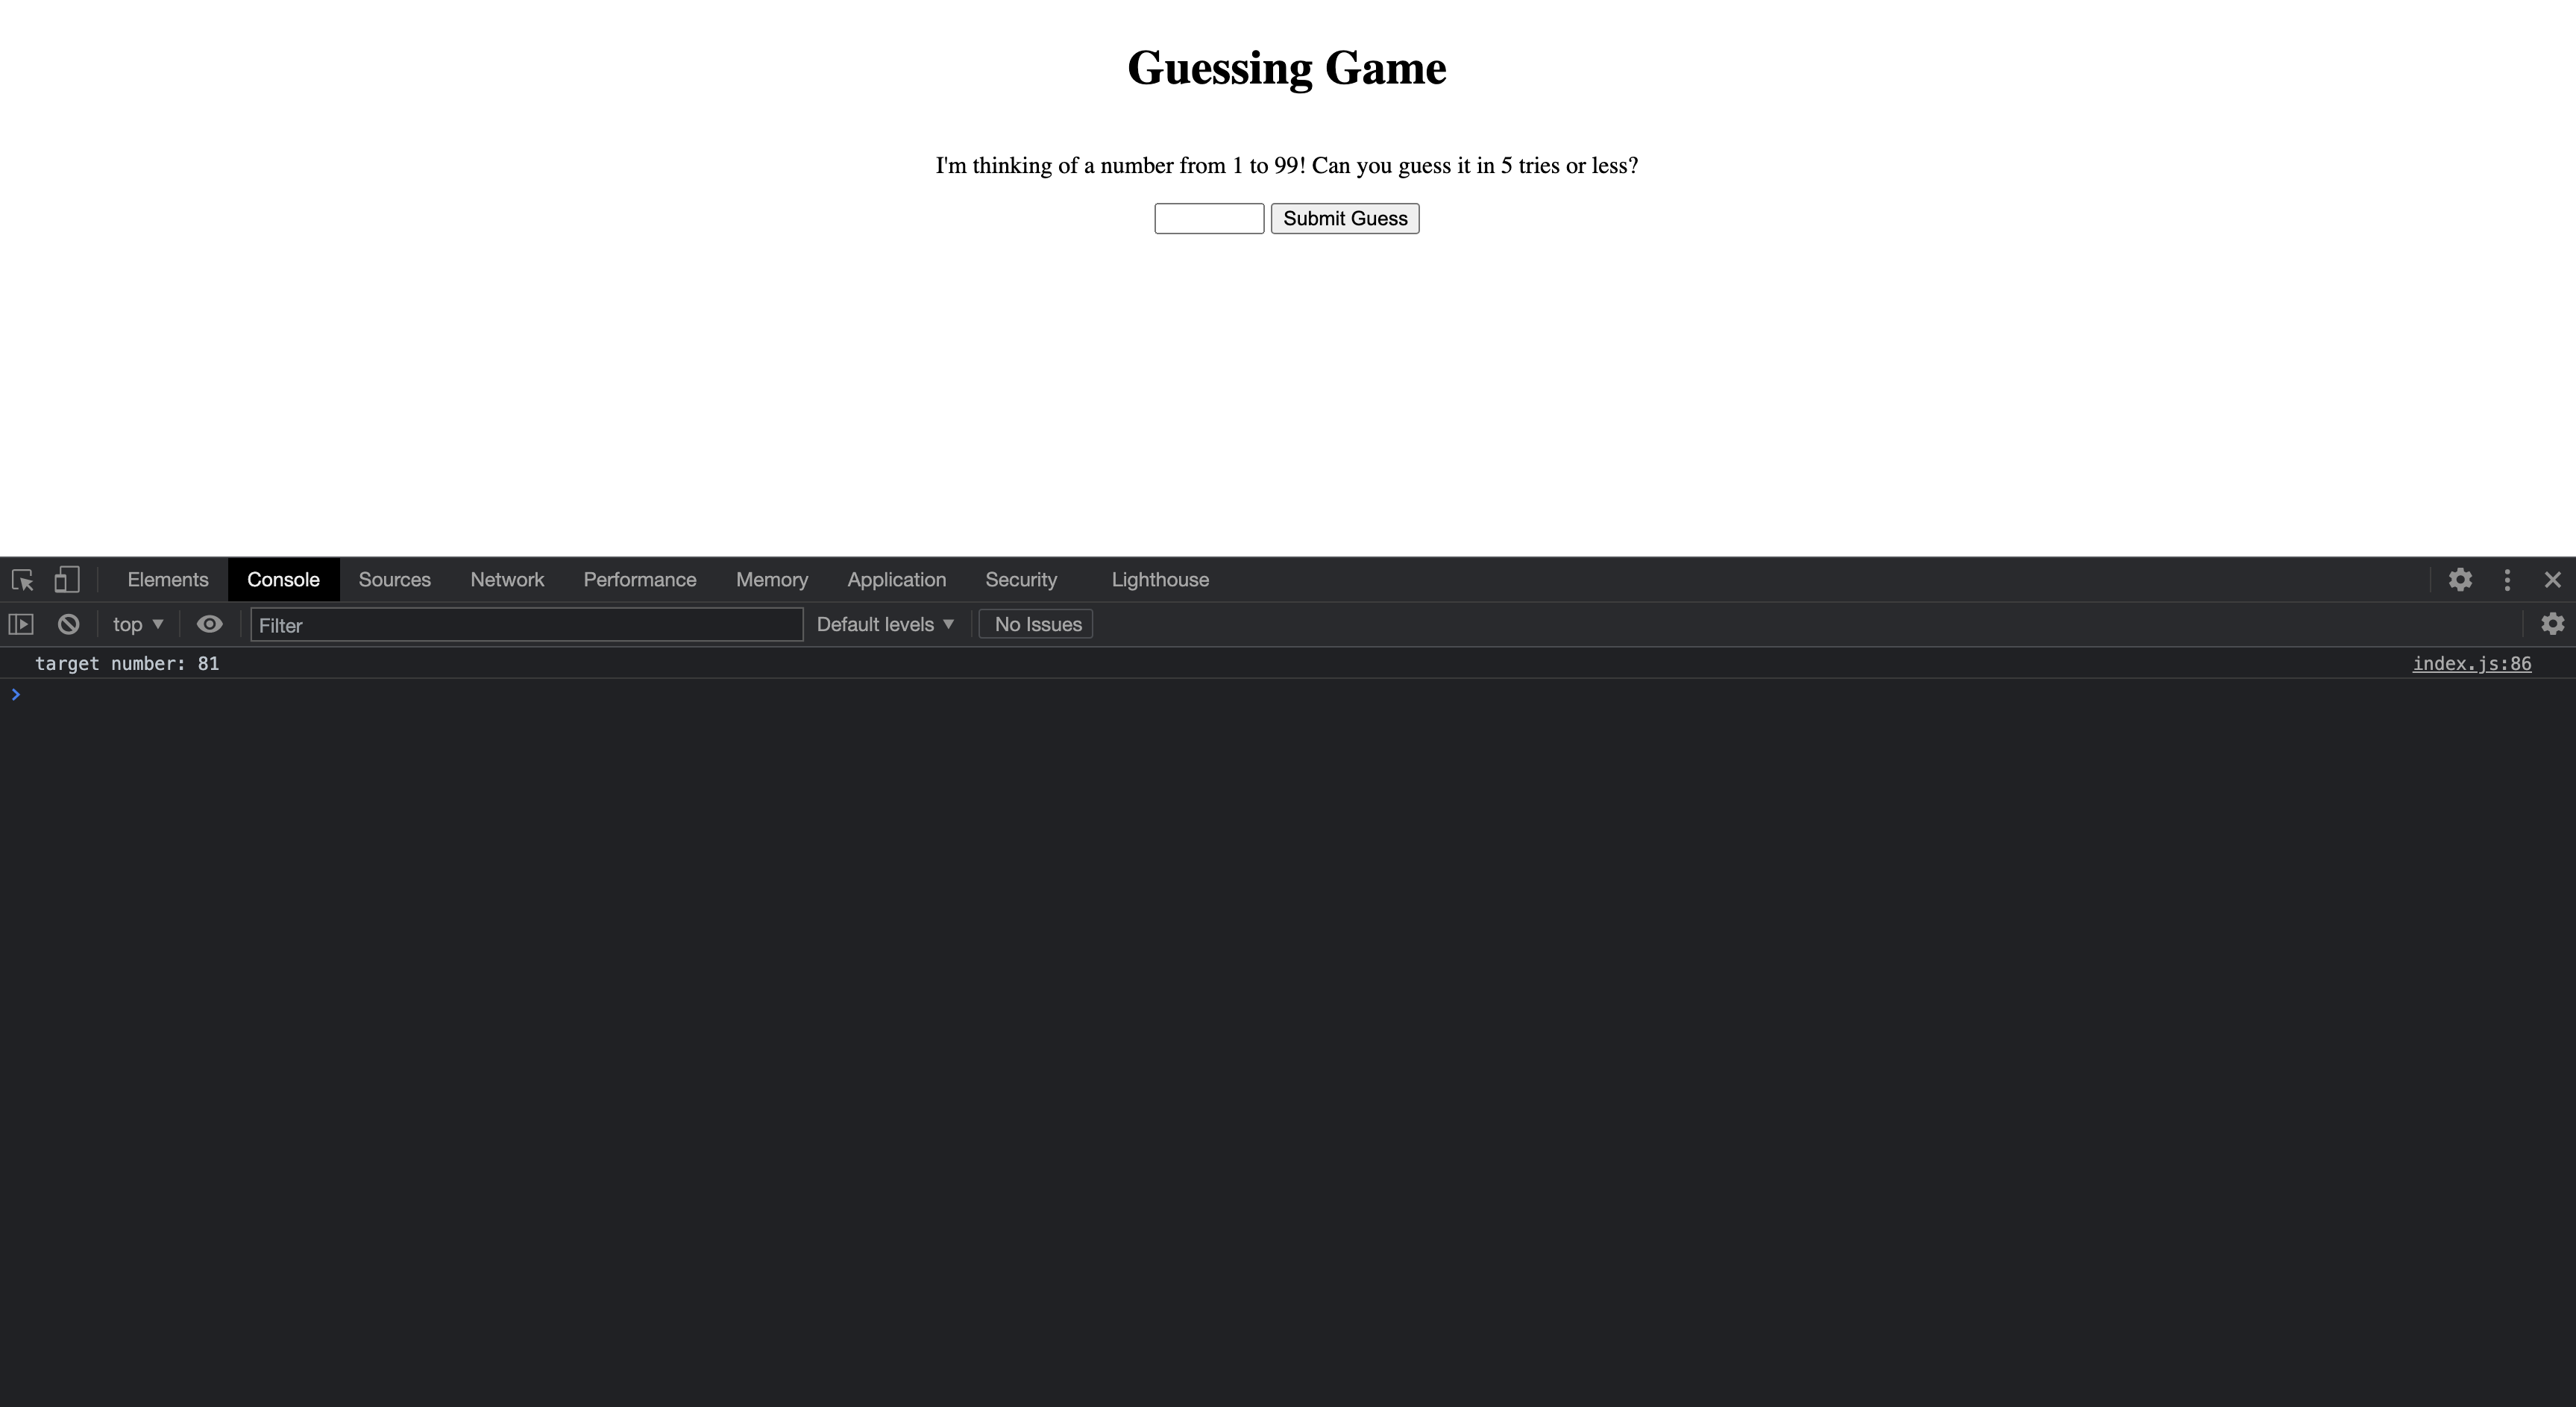 Guessing Game
I'm thinking of a number from 1 to 99! Can you guess it in 5 tries or less?
Submit Guess
Elements Console Sources Network Performance Memory Application Security Lighthouse
top Filter Default levels No Issues
target number: 81 index.js:86